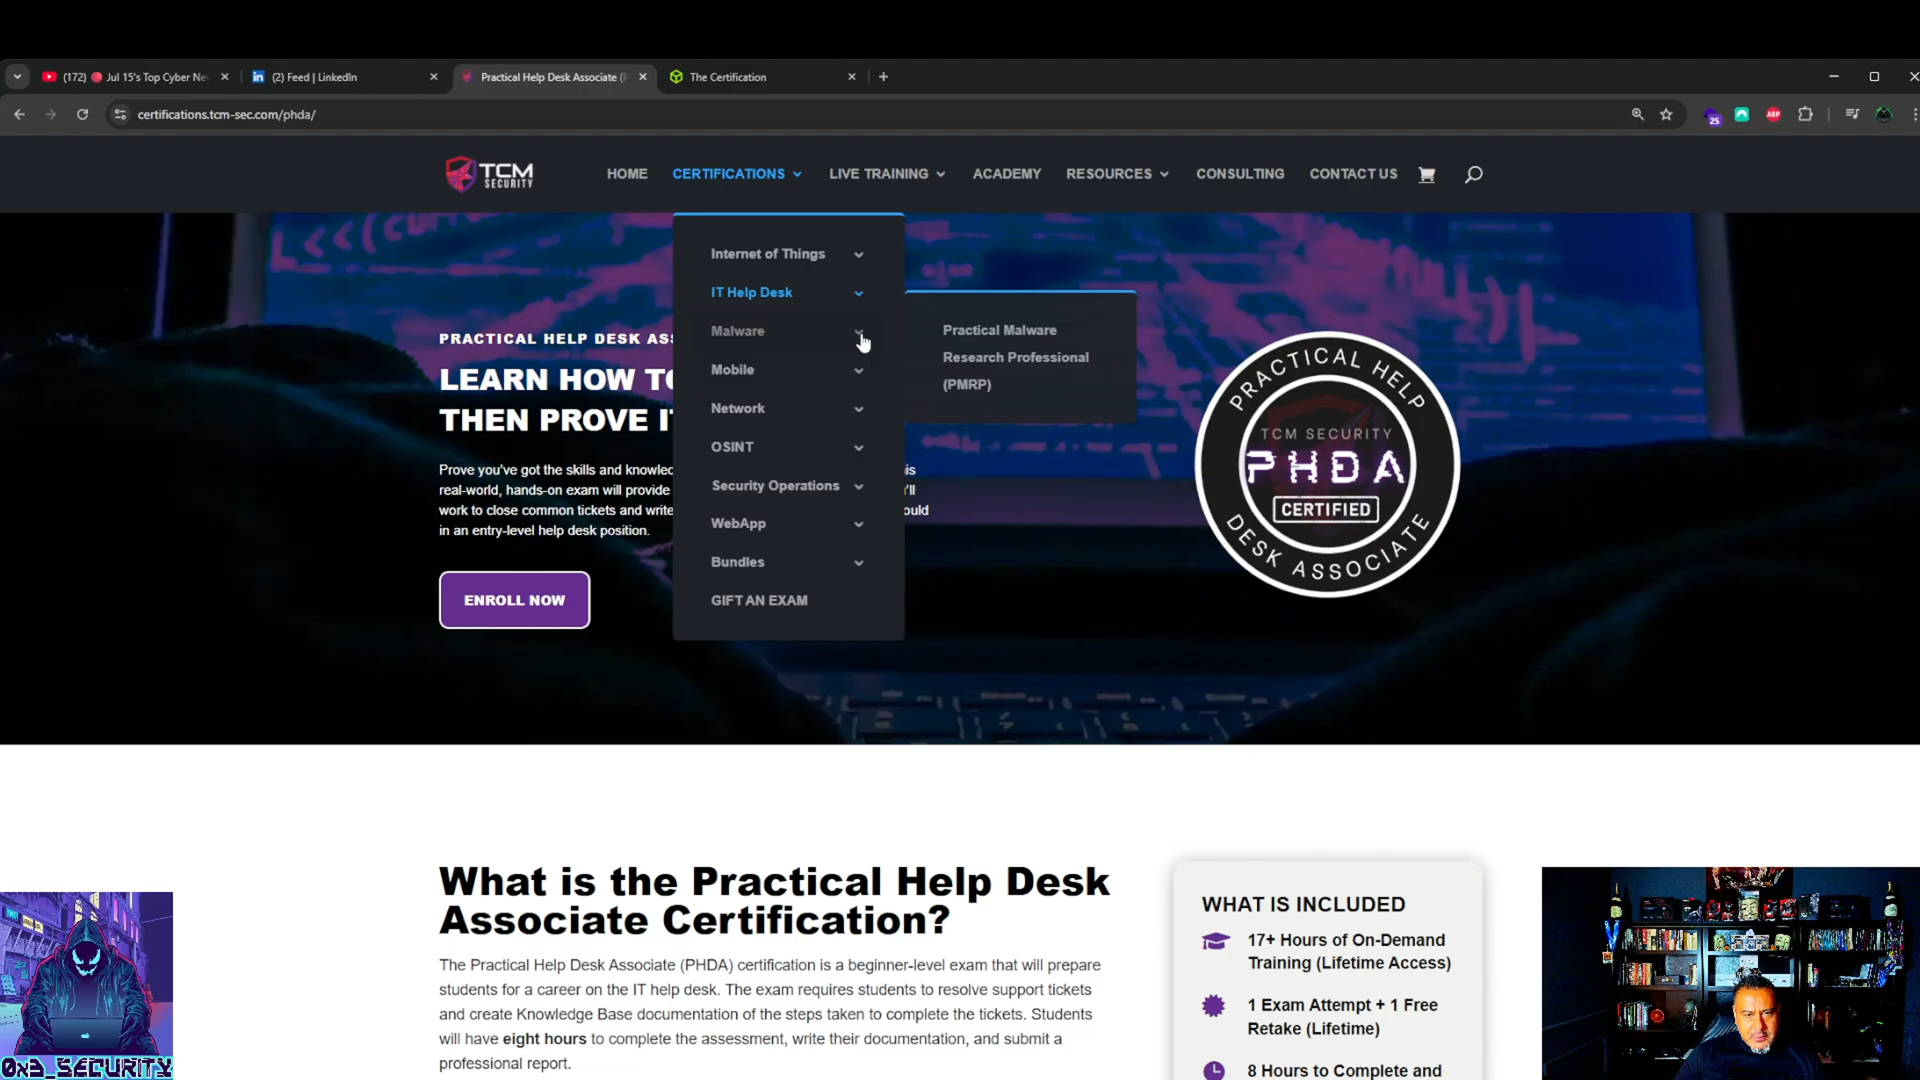 (172) Jul 15's Top Cyber Ne
(2) Feed | LinkedIn
Practical Help Desk Associate (P
The Certification
certifications.tcm-sec.com/phda/
25
ABP
TCM
SECURITY
HOME
CERTIFICATIONS
LIVE TRAINING
ACADEMY
RESOURCES
CONSULTING
CONTACT US
Internet of Things
IT Help Desk
Malware
Mobile
Network
OSINT
Security Operations
WebApp
Bundles
GIFT AN EXAM
Practical Malware
Research Professional
(PMRP)
PRACTICAL HELP DESK ASS
LEARN HOW TO
THEN PROVE IT
Prove you've got the skills and knowled
real-world, hands-on exam will provide
work to close common tickets and write ould
in an entry-level help desk position.
ENROLL NOW
PRACTICAL HELP
TCM SECURITY
PHDA
CERTIFIED
DESK ASSOCIATE
What is the Practical Help Desk
Associate Certification?
The Practical Help Desk Associate (PHDA) certification is a beginner-level exam that will prepare
students for a career on the IT help desk. The exam requires students to resolve support tickets
and create Knowledge Base documentation of the steps taken to complete the tickets. Students
will have eight hours to complete the assessment, write their documentation, and submit a
professional report.
WHAT IS INCLUDED
17+ Hours of On-Demand
Training (Lifetime Access)
1 Exam Attempt + 1 Free
Retake (Lifetime)
8 Hours to Complete and
0x3_SECURITY